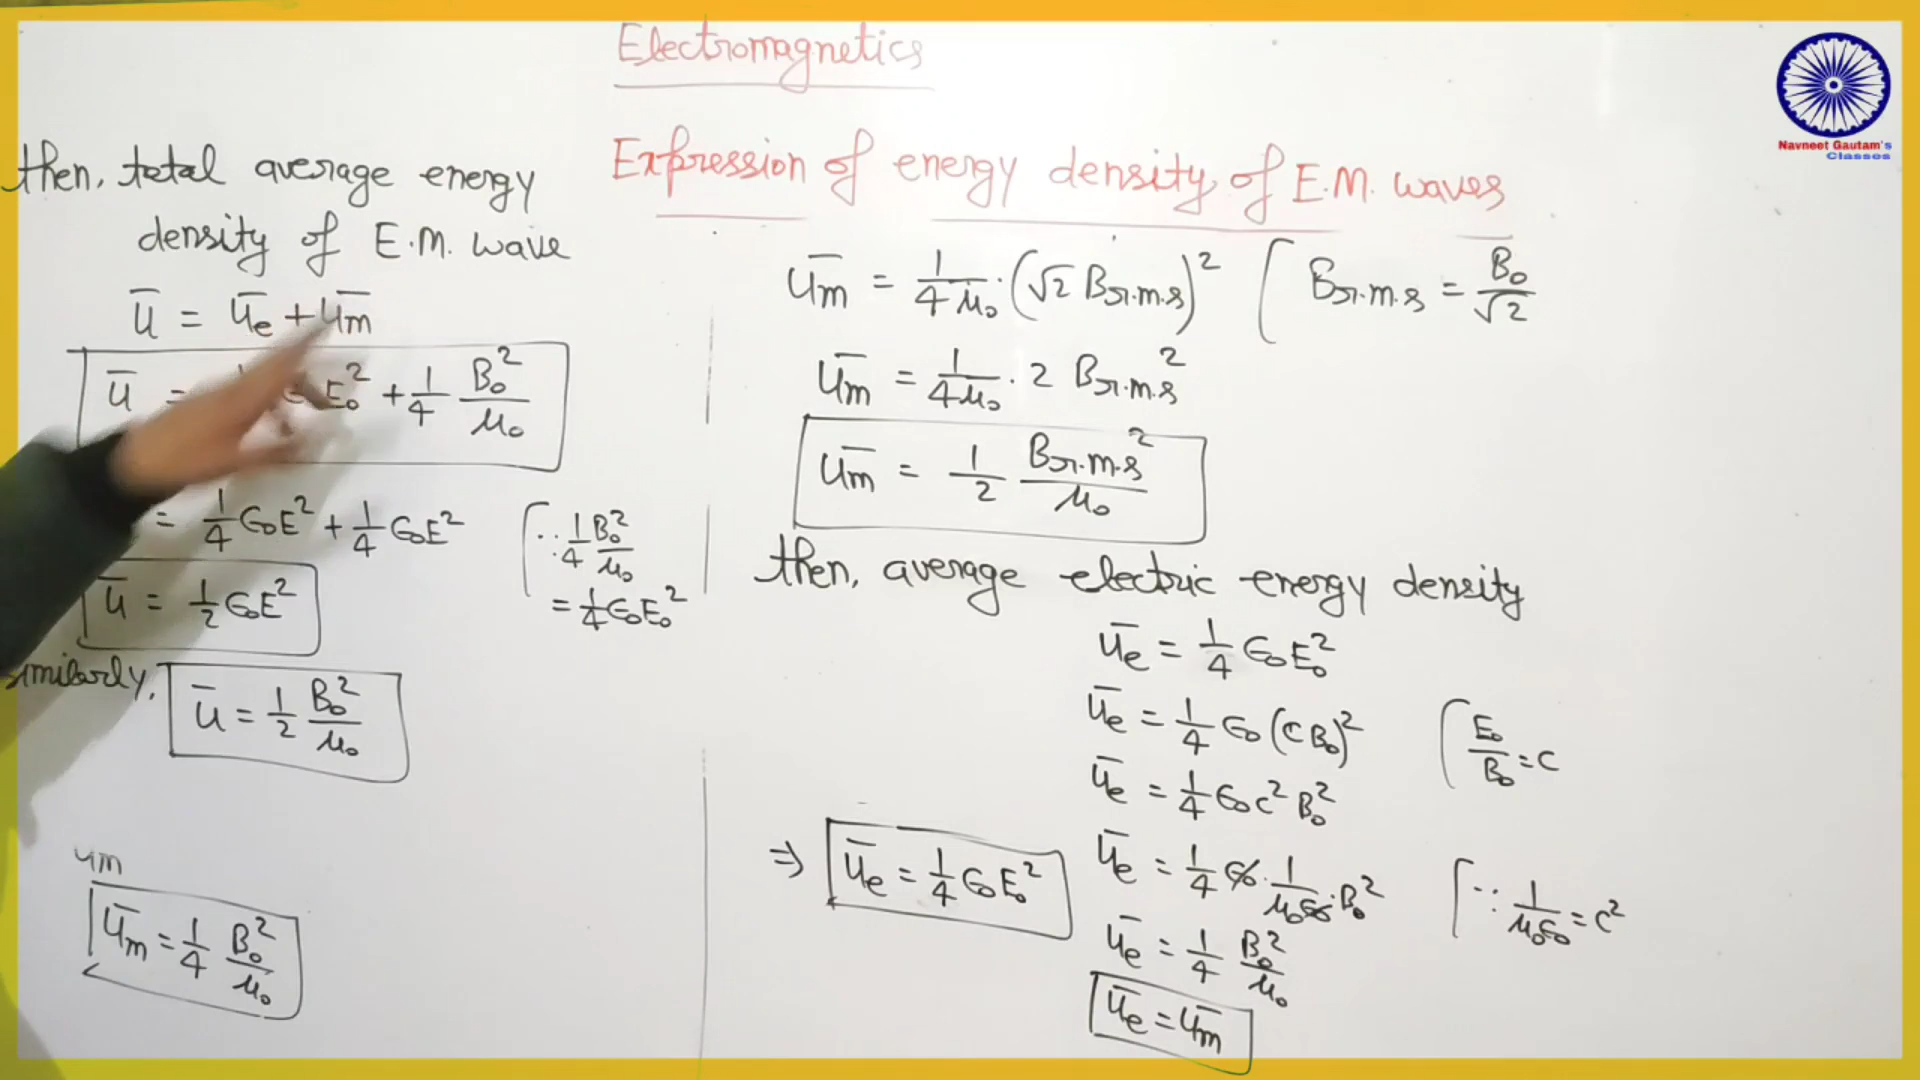 Electromagnetics
Navneet Gautam's
Classes
Expression of energy density of E.M. waves
then, total average energy
density of E.M. wave
ū = ūe + ūm
ū = E₀² + 1/4 B₀²/μ₀
= 1/4 ϵ₀E² + 1/4 ϵ₀E² [∵ 1/4 B₀²/μ₀
= 1/4 ϵ₀E₀²
ū = 1/2 ϵ₀E²
similarly, ū = 1/2 B₀²/μ₀
um
ūm = 1/4 B₀²/μ₀
ūm = 1/4μ₀ · (√2 Br.m.s)² [Br.m.s = B₀/√2
ūm = 1/4μ₀ · 2 Br.m.s²
ūm = 1/2 Br.m.s²/μ₀
then, average electric energy density
ūe = 1/4 ϵ₀E₀²
ūe = 1/4 ϵ₀(CB₀)² [E₀/B₀ = C
ūe = 1/4 ϵ₀c²B₀²
⇒ ūe = 1/4 ϵ₀E₀²
ūe = 1/4 ϵ₀ · 1/μ₀ϵ₀ · B₀² [∵ 1/μ₀ϵ₀ = c²
ūe = 1/4 B₀²/μ₀
ūe = ūm